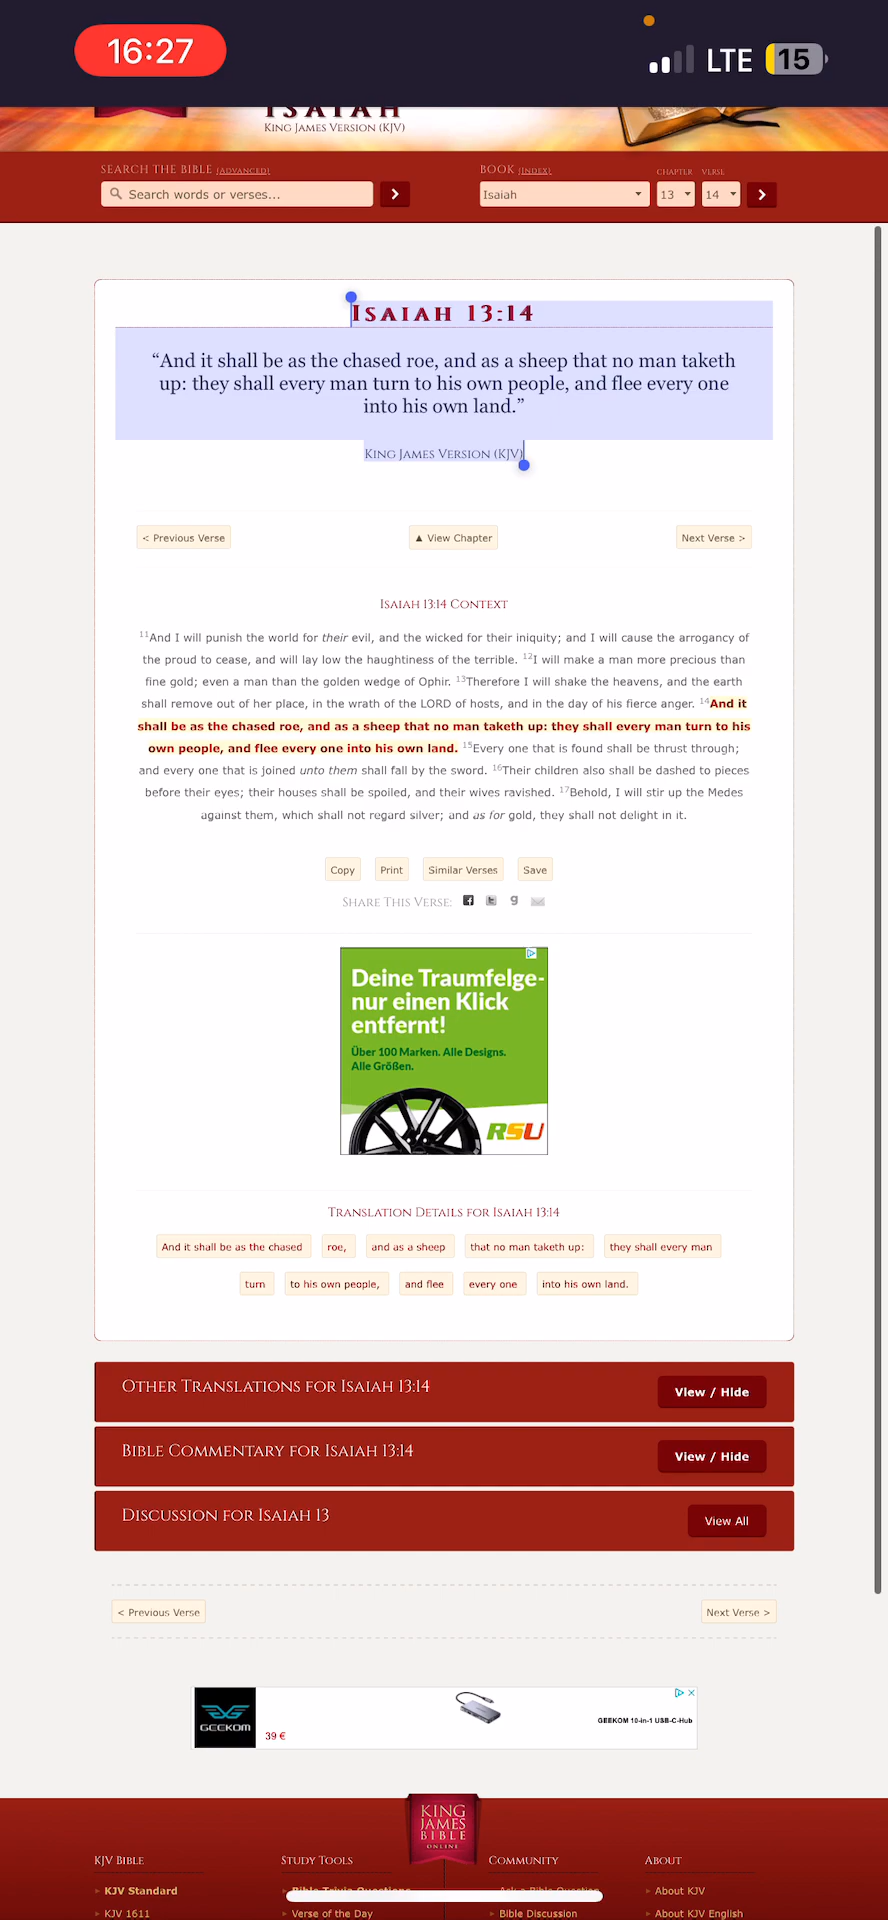 16:27
LTE 15
ISAIAH
KING JAMES VERSION (KJV)
SEARCH THE BIBLE (ADVANCED)
BOOK (INDEX) CHAPTER VERSE
Search words or verses...
Isaiah 13 14
ISAIAH 13:14
“And it shall be as the chased roe, and as a sheep that no man taketh
up: they shall every man turn to his own people, and flee every one
into his own land.”
KING JAMES VERSION (KJV)
< Previous Verse ▲ View Chapter Next Verse >
ISAIAH 13:14 CONTEXT
11And I will punish the world for their evil, and the wicked for their iniquity; and I will cause the arrogancy of
the proud to cease, and will lay low the haughtiness of the terrible. 12I will make a man more precious than
fine gold; even a man than the golden wedge of Ophir. 13Therefore I will shake the heavens, and the earth
shall remove out of her place, in the wrath of the LORD of hosts, and in the day of his fierce anger. 14And it
shall be as the chased roe, and as a sheep that no man taketh up: they shall every man turn to his
own people, and flee every one into his own land. 15Every one that is found shall be thrust through;
and every one that is joined unto them shall fall by the sword. 16Their children also shall be dashed to pieces
before their eyes; their houses shall be spoiled, and their wives ravished. 17Behold, I will stir up the Medes
against them, which shall not regard silver; and as for gold, they shall not delight in it.
Copy Print Similar Verses Save
SHARE THIS VERSE: f t g
Deine Traumfelge-
nur einen Klick
entfernt!
Über 100 Marken. Alle Designs.
Alle Größen.
RSU
TRANSLATION DETAILS FOR ISAIAH 13:14
And it shall be as the chased roe, and as a sheep that no man taketh up: they shall every man
turn to his own people, and flee every one into his own land.
OTHER TRANSLATIONS FOR ISAIAH 13:14 View / Hide
BIBLE COMMENTARY FOR ISAIAH 13:14 View / Hide
DISCUSSION FOR ISAIAH 13 View All
< Previous Verse Next Verse >
GEEKOM 39 € GEEKOM 10-in-1 USB-C-Hub
KING
JAMES
BIBLE
ONLINE
KJV BIBLE STUDY TOOLS COMMUNITY ABOUT
KJV Standard Bible Trivia Questions Ask a Bible Question About KJV
KJV 1611 Verse of the Day Bible Discussion About KJV English